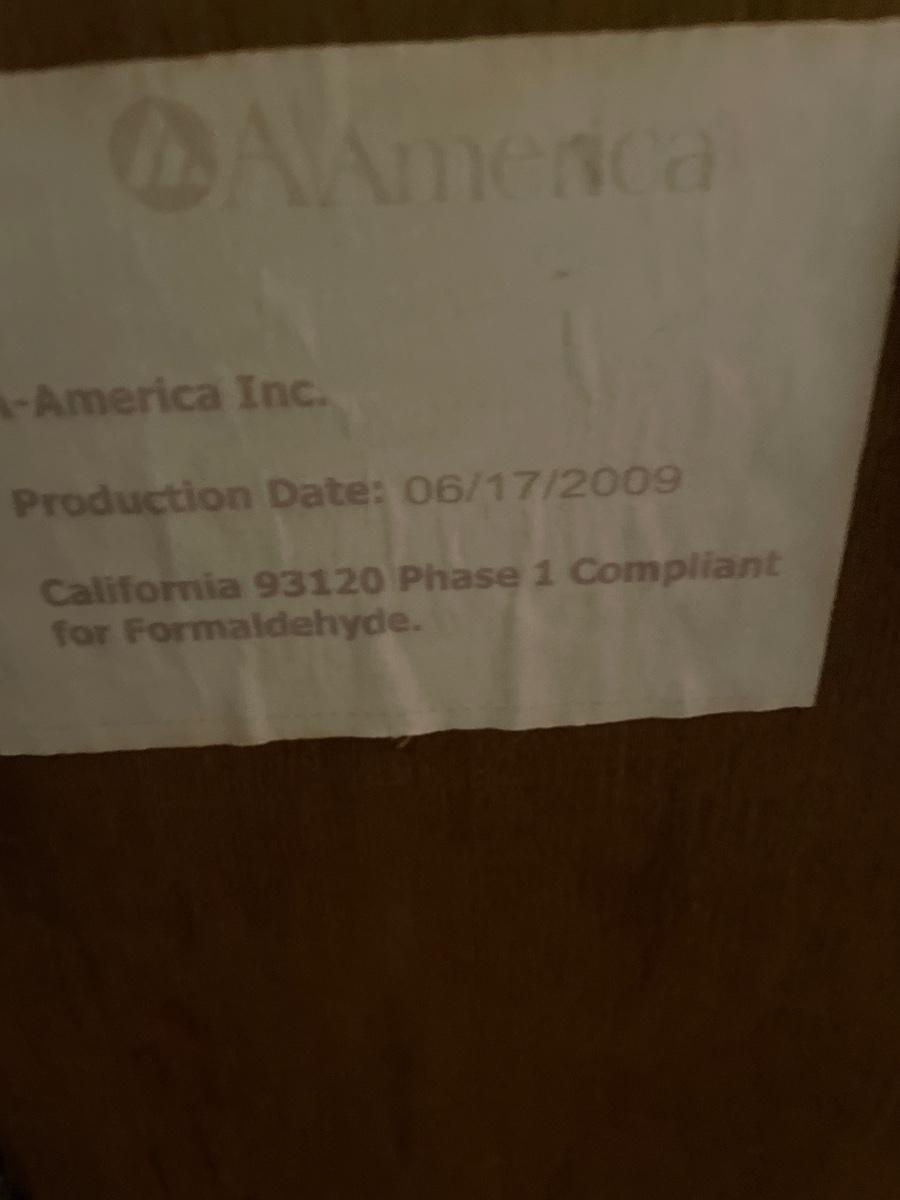 AAmerica
-America Inc.
Production Date: 06/17/2009
California 93120 Phase 1 Compliant
for Formaldehyde.